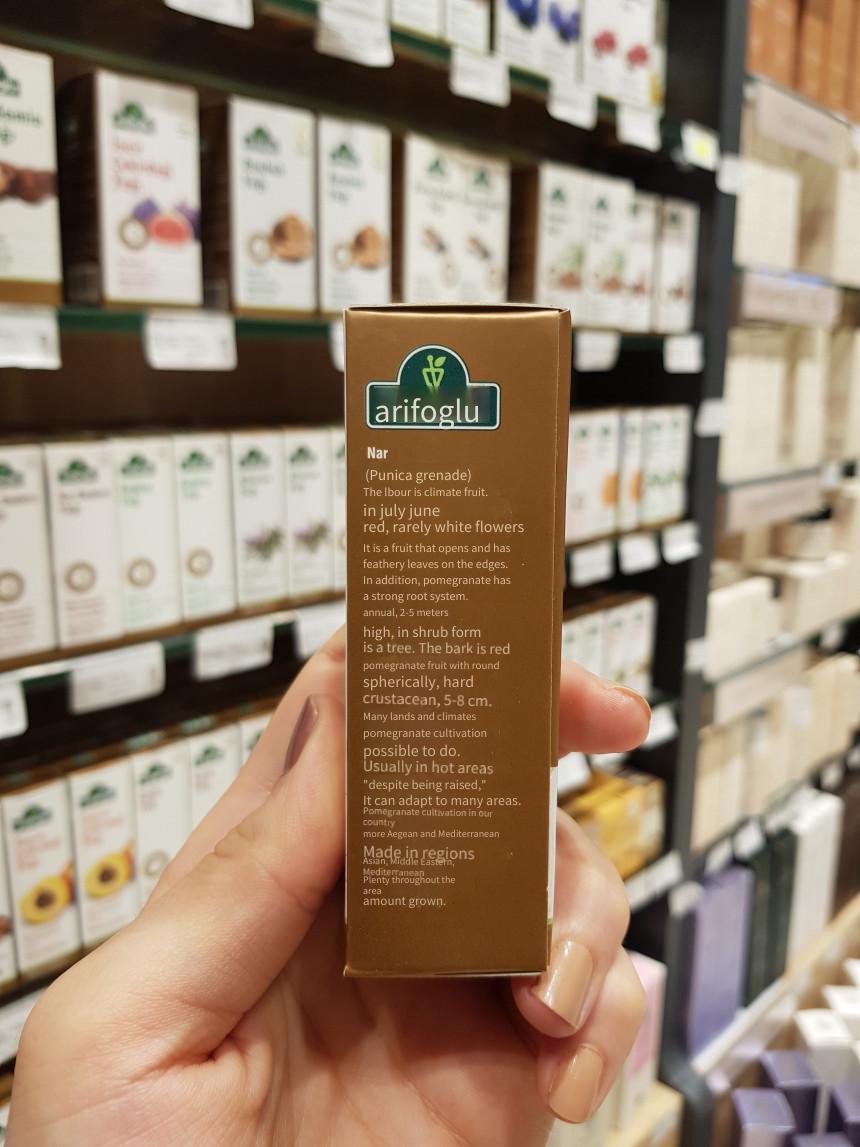 arifoglu
Nar
(Punica grenade)
The lbour is climate fruit.
in july june
red, rarely white flowers
It is a fruit that opens and has
feathery leaves on the edges.
In addition, pomegranate has
a strong root system.
annual, 2-5 meters
high, in shrub form
is a tree. The bark is red
pomegranate fruit with round
spherically, hard
crustacean, 5-8 cm.
Many lands and climates
pomegranate cultivation
possible to do.
Usually in hot areas
"despite being raised,"
It can adapt to many areas.
Pomegranate cultivation in our
country
more Aegean and Mediterranean
Made in regions
Asian, Middle Eastern,
Mediterranean
Plenty throughout the
area
amount grown.